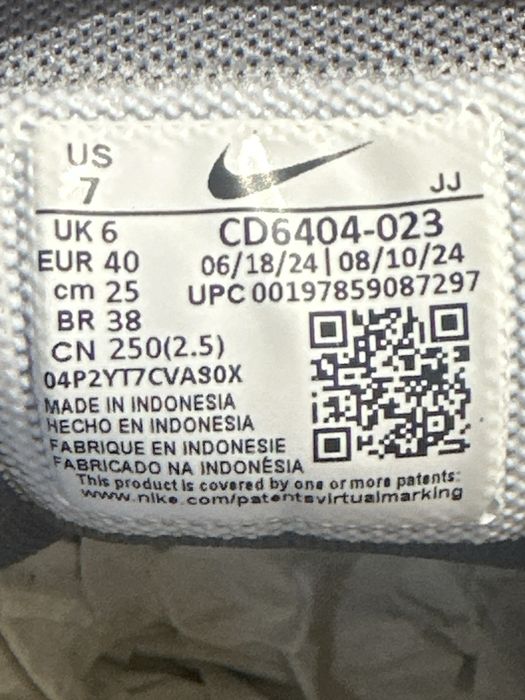 US
7
JJ
UK 6
CD6404-023
EUR 40
06/18/24 | 08/10/24
cm 25
UPC 00197859087297
BR 38
CN 250(2.5)
04P2YT7CVAS0X
MADE IN INDONESIA
HECHO EN INDONESIA
FABRIQUE EN INDONESIE
FABRICADO NA INDONÉSIA
This product is covered by one or more patents:
www.nike.com/patentsvirtualmarking